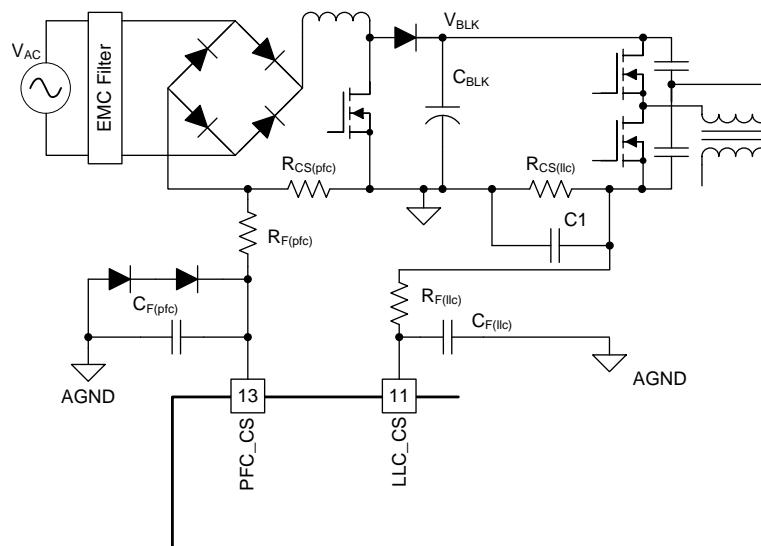 V_AC
EMC Filter
V_BLK
C_BLK
R_CS(pfc)
R_CS(llc)
C1
R_F(pfc)
C_F(pfc)
R_F(llc)
C_F(llc)
AGND
AGND
13
11
PFC_CS
LLC_CS